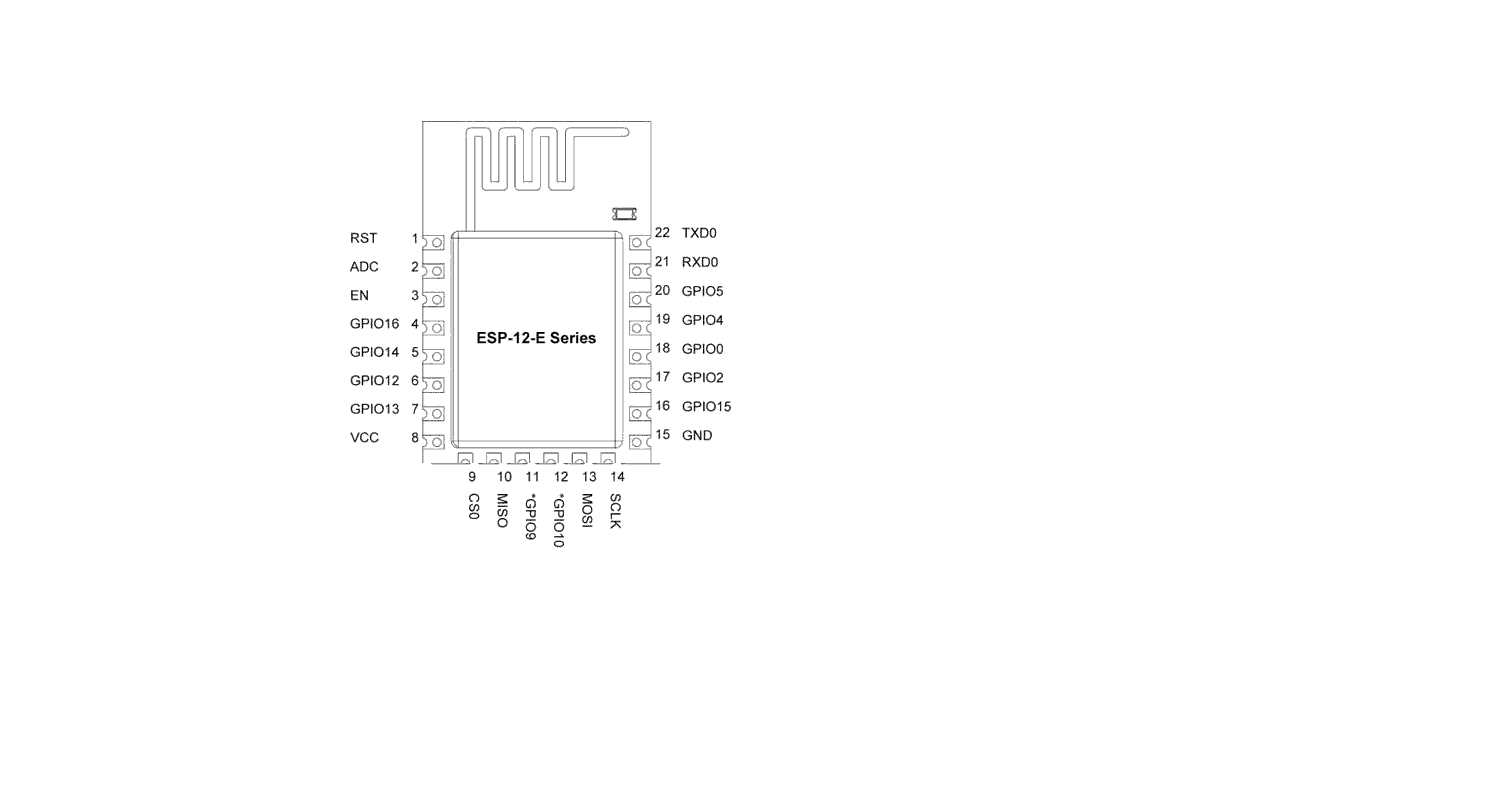 RST 1
ADC 2
EN 3
GPIO16 4
GPIO14 5
GPIO12 6
GPIO13 7
VCC 8
ESP-12-E Series
22 TXD0
21 RXD0
20 GPIO5
19 GPIO4
18 GPIO0
17 GPIO2
16 GPIO15
15 GND
9 10 11 12 13 14
CS0
MISO
*GPIO9
*GPIO10
MOSI
SCLK